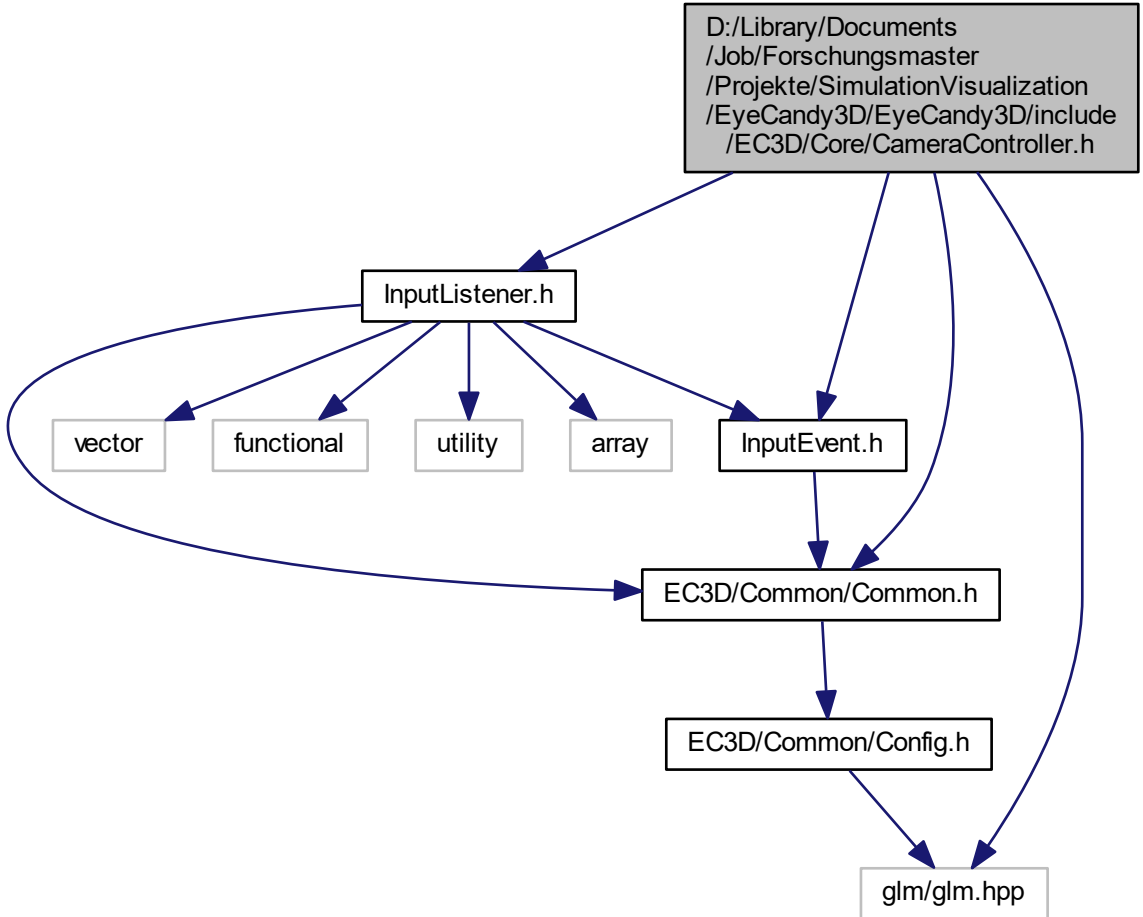 D:/Library/Documents
/Job/Forschungsmaster
/Projekte/SimulationVisualization
/EyeCandy3D/EyeCandy3D/include
/EC3D/Core/CameraController.h
InputListener.h
vector
functional
utility
array
InputEvent.h
EC3D/Common/Common.h
EC3D/Common/Config.h
glm/glm.hpp